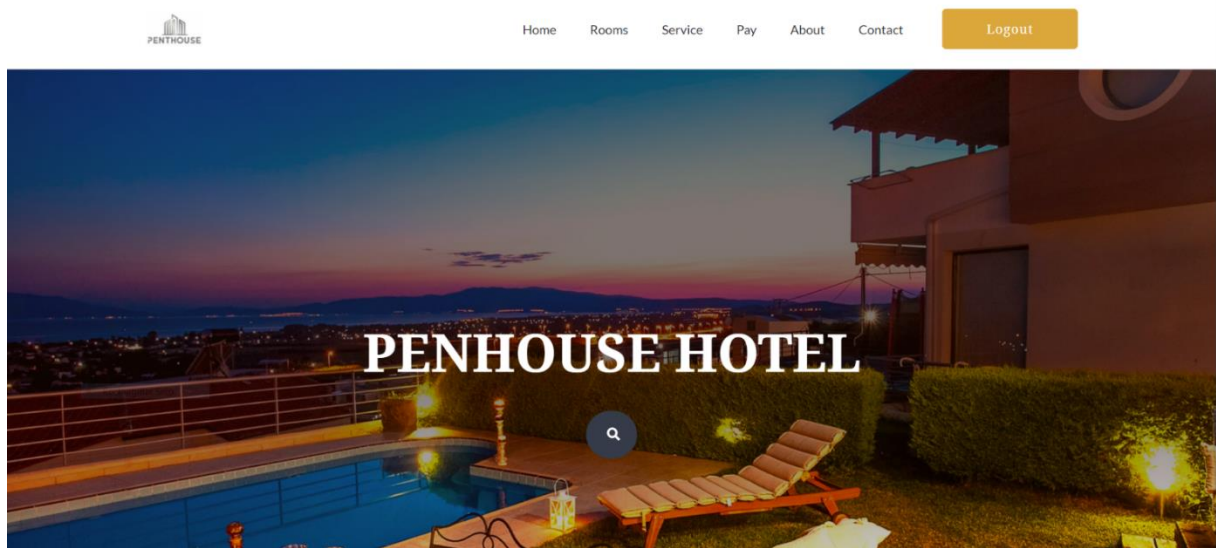 PENTHOUSE
Home Rooms Service Pay About Contact Logout
PENHOUSE HOTEL